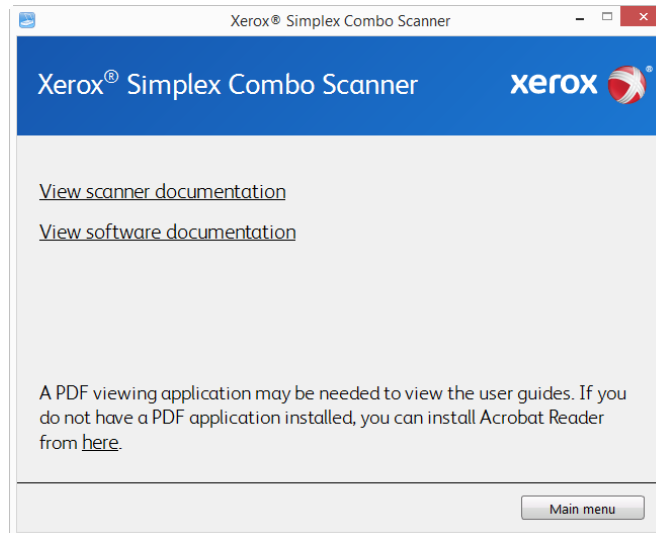 Xerox® Simplex Combo Scanner
Xerox® Simplex Combo Scanner
xerox ®
View scanner documentation
View software documentation
A PDF viewing application may be needed to view the user guides. If you
do not have a PDF application installed, you can install Acrobat Reader
from here.
Main menu